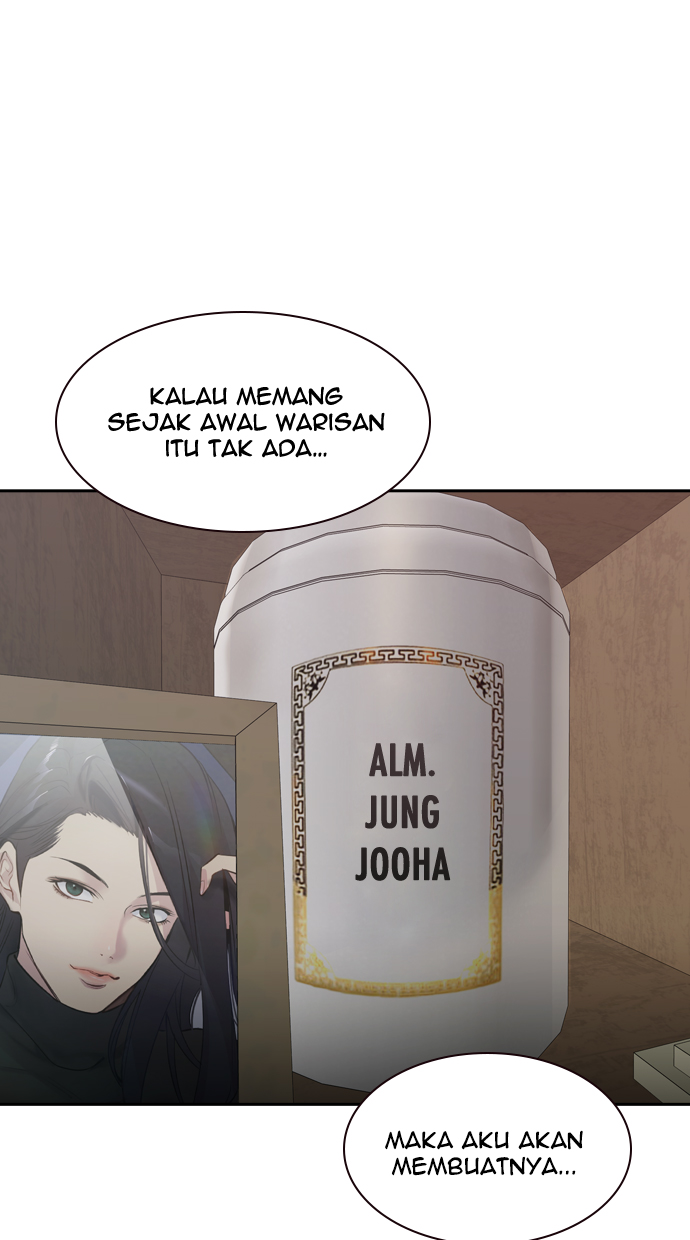 KALAU MEMANG
SEJAK AWAL WARISAN
ITU TAK ADA...
ALM.
JUNG
JOOHA
MAKA AKU AKAN
MEMBUATNYA...